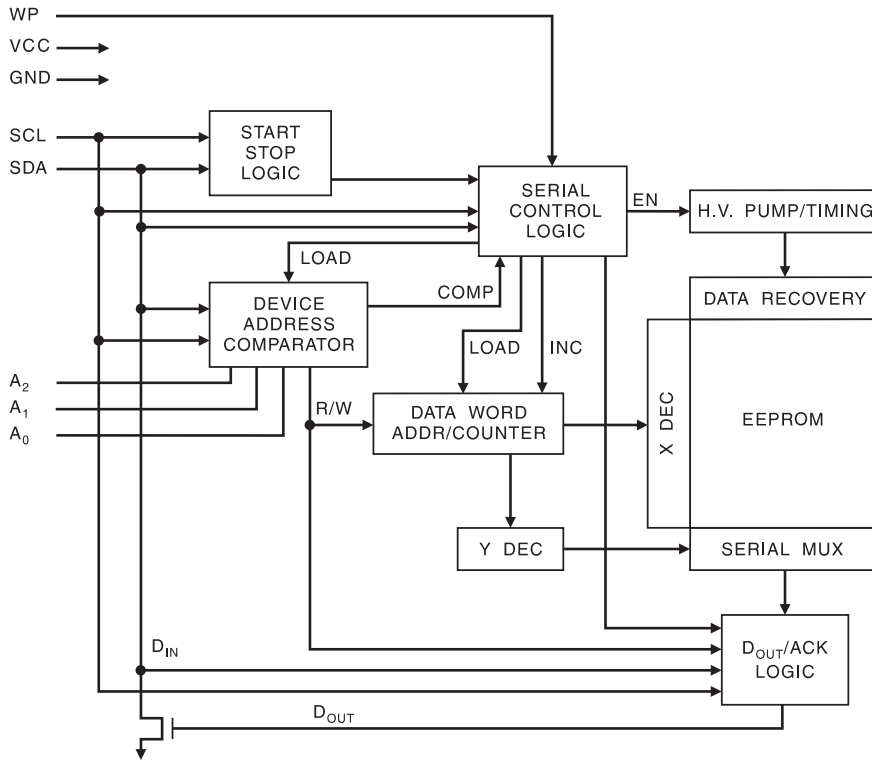 WP
VCC
GND
SCL
SDA
START
STOP
LOGIC
SERIAL
CONTROL
LOGIC
EN
H.V. PUMP/TIMING
LOAD
COMP
DATA RECOVERY
DEVICE
ADDRESS
COMPARATOR
LOAD
INC
A2
A1
A0
R/W
DATA WORD
ADDR/COUNTER
X DEC
EEPROM
Y DEC
SERIAL MUX
DIN
DOUT/ACK
LOGIC
DOUT